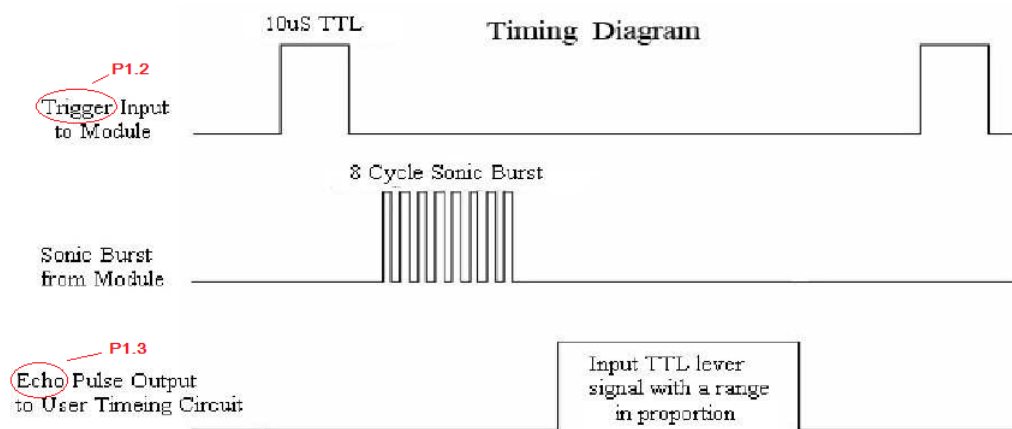 10uS TTL
Timing Diagram
P1.2
Trigger Input
to Module
8 Cycle Sonic Burst
Sonic Burst
from Module
P1.3
Echo Pulse Output
to User Timeing Circuit
Input TTL lever
signal with a range
in proportion